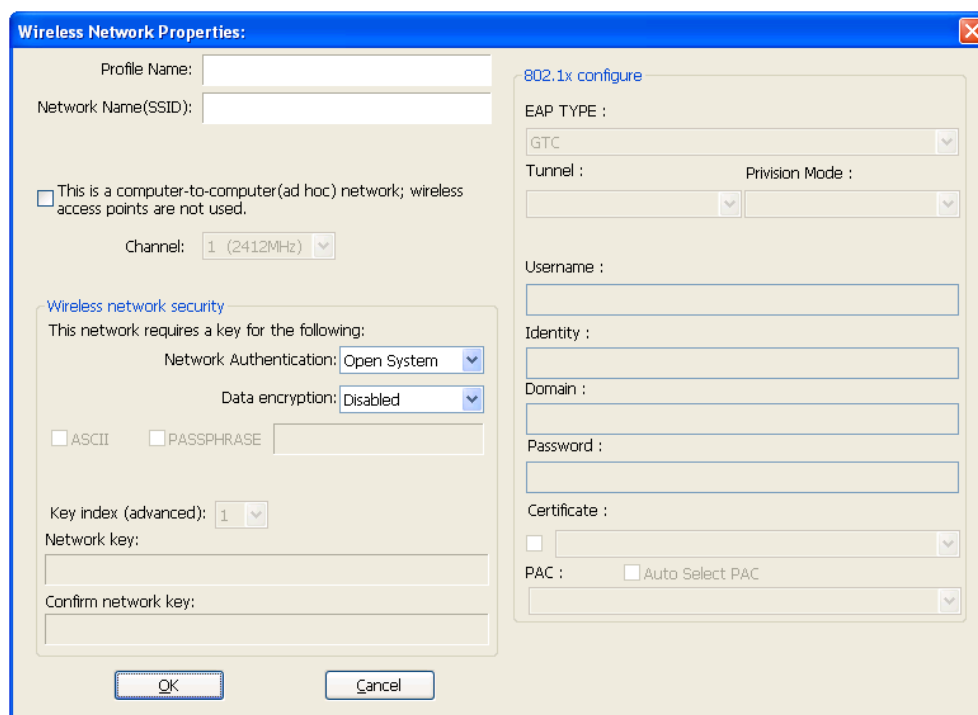 Wireless Network Properties:
Profile Name:
Network Name(SSID):
This is a computer-to-computer(ad hoc) network; wireless
access points are not used.
Channel: 1 (2412MHz)
Wireless network security
This network requires a key for the following:
Network Authentication: Open System
Data encryption: Disabled
ASCII PASSPHRASE
Key index (advanced): 1
Network key:
Confirm network key:
OK Cancel
802.1x configure
EAP TYPE :
GTC
Tunnel : Privision Mode :
Username :
Identity :
Domain :
Password :
Certificate :
PAC : Auto Select PAC